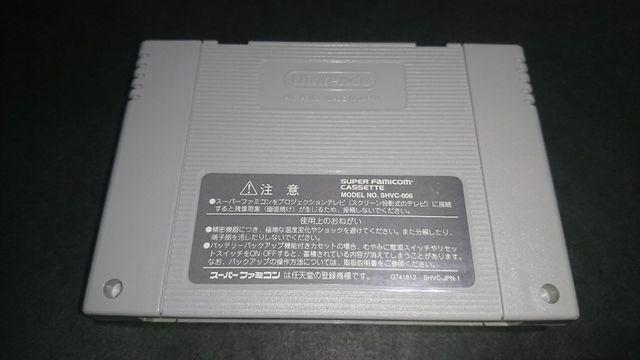 Nintendo
⚠注 意
SUPER FAMICOM
CASSETTE
MODEL NO. SHVC-006
●スーパーファミコンをプロジェクションテレビ(スクリーン投影式のテレビ)に接続
すると残像現象(画面焼け)が生じるため、接続しないでください。
使用上のおねがい
●精密機器につき、極端な温度変化やショックを避けてください。また分解したり、
端子部を汚したりしないでください。
●バッテリーバックアップ機能付きカセットの場合、むやみに電源スイッチやリセッ
トスイッチをON・OFFすると、蓄積されている内容が消えてしまうことがありま
す。なお、バックアップの操作方法については、取扱説明書をご参照ください。
スーパーファミコン は任天堂の登録商標です。
G741812 SHVC-JPN-1